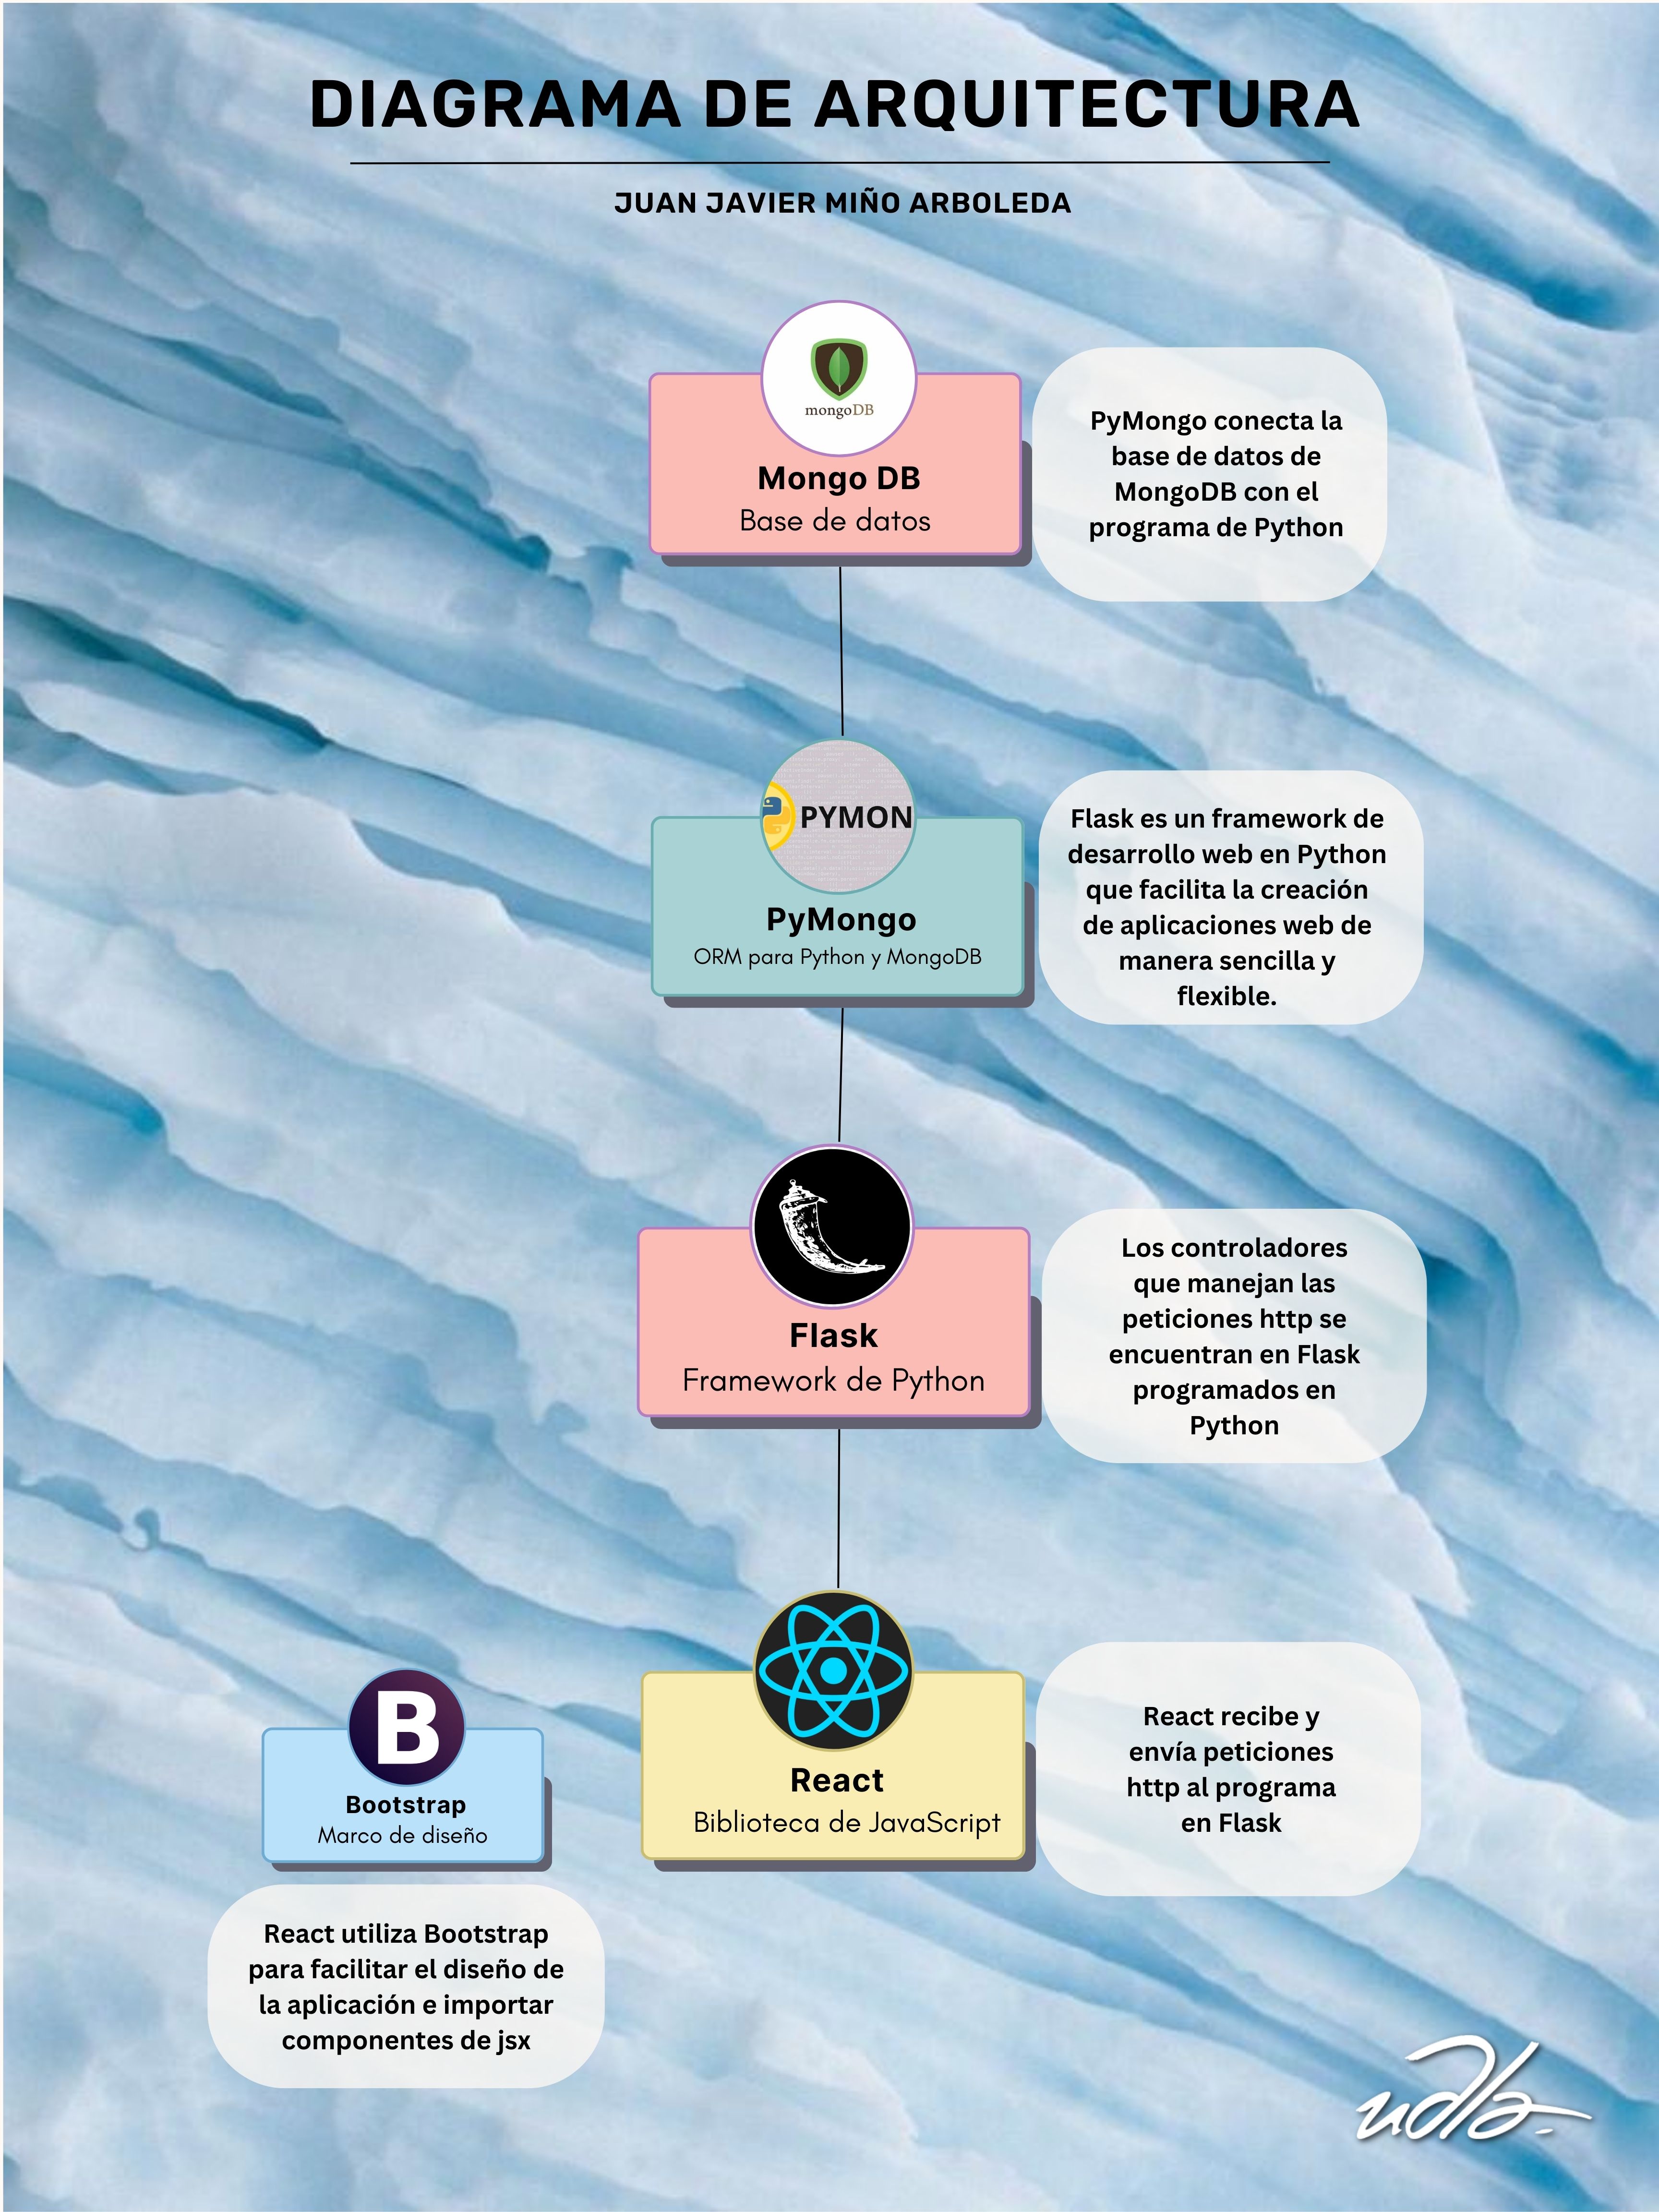 DIAGRAMA DE ARQUITECTURA
JUAN JAVIER MIÑO ARBOLEDA
mongoDB
Mongo DB
Base de datos
PyMongo conecta la
base de datos de
MongoDB con el
programa de Python
PYMON
PyMongo
ORM para Python y MongoDB
Flask es un framework de
desarrollo web en Python
que facilita la creación
de aplicaciones web de
manera sencilla y
flexible.
Flask
Framework de Python
Los controladores
que manejan las
peticiones http se
encuentran en Flask
programados en
Python
B
Bootstrap
Marco de diseño
React utiliza Bootstrap
para facilitar el diseño de
la aplicación e importar
componentes de jsx
React
Biblioteca de JavaScript
React recibe y
envía peticiones
http al programa
en Flask
udla